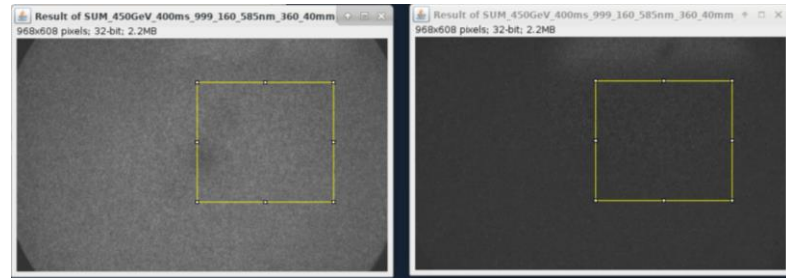 Result of SUM_450GeV_400ms_999_160_585nm_360_40mm
968x608 pixels; 32-bit; 2.2MB
Result of SUM_450GeV_400ms_999_160_585nm_360_40mm
968x608 pixels; 32-bit; 2.2MB